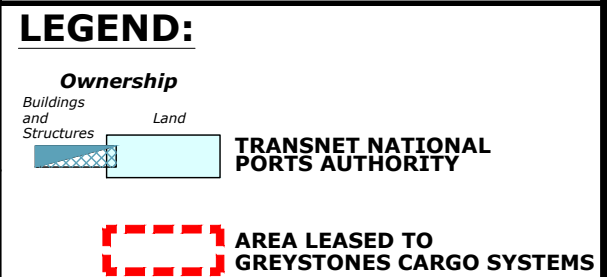 LEGEND:
Ownership
Buildings
and
Structures
Land
TRANSNET NATIONAL
PORTS AUTHORITY
AREA LEASED TO
GREYSTONES CARGO SYSTEMS